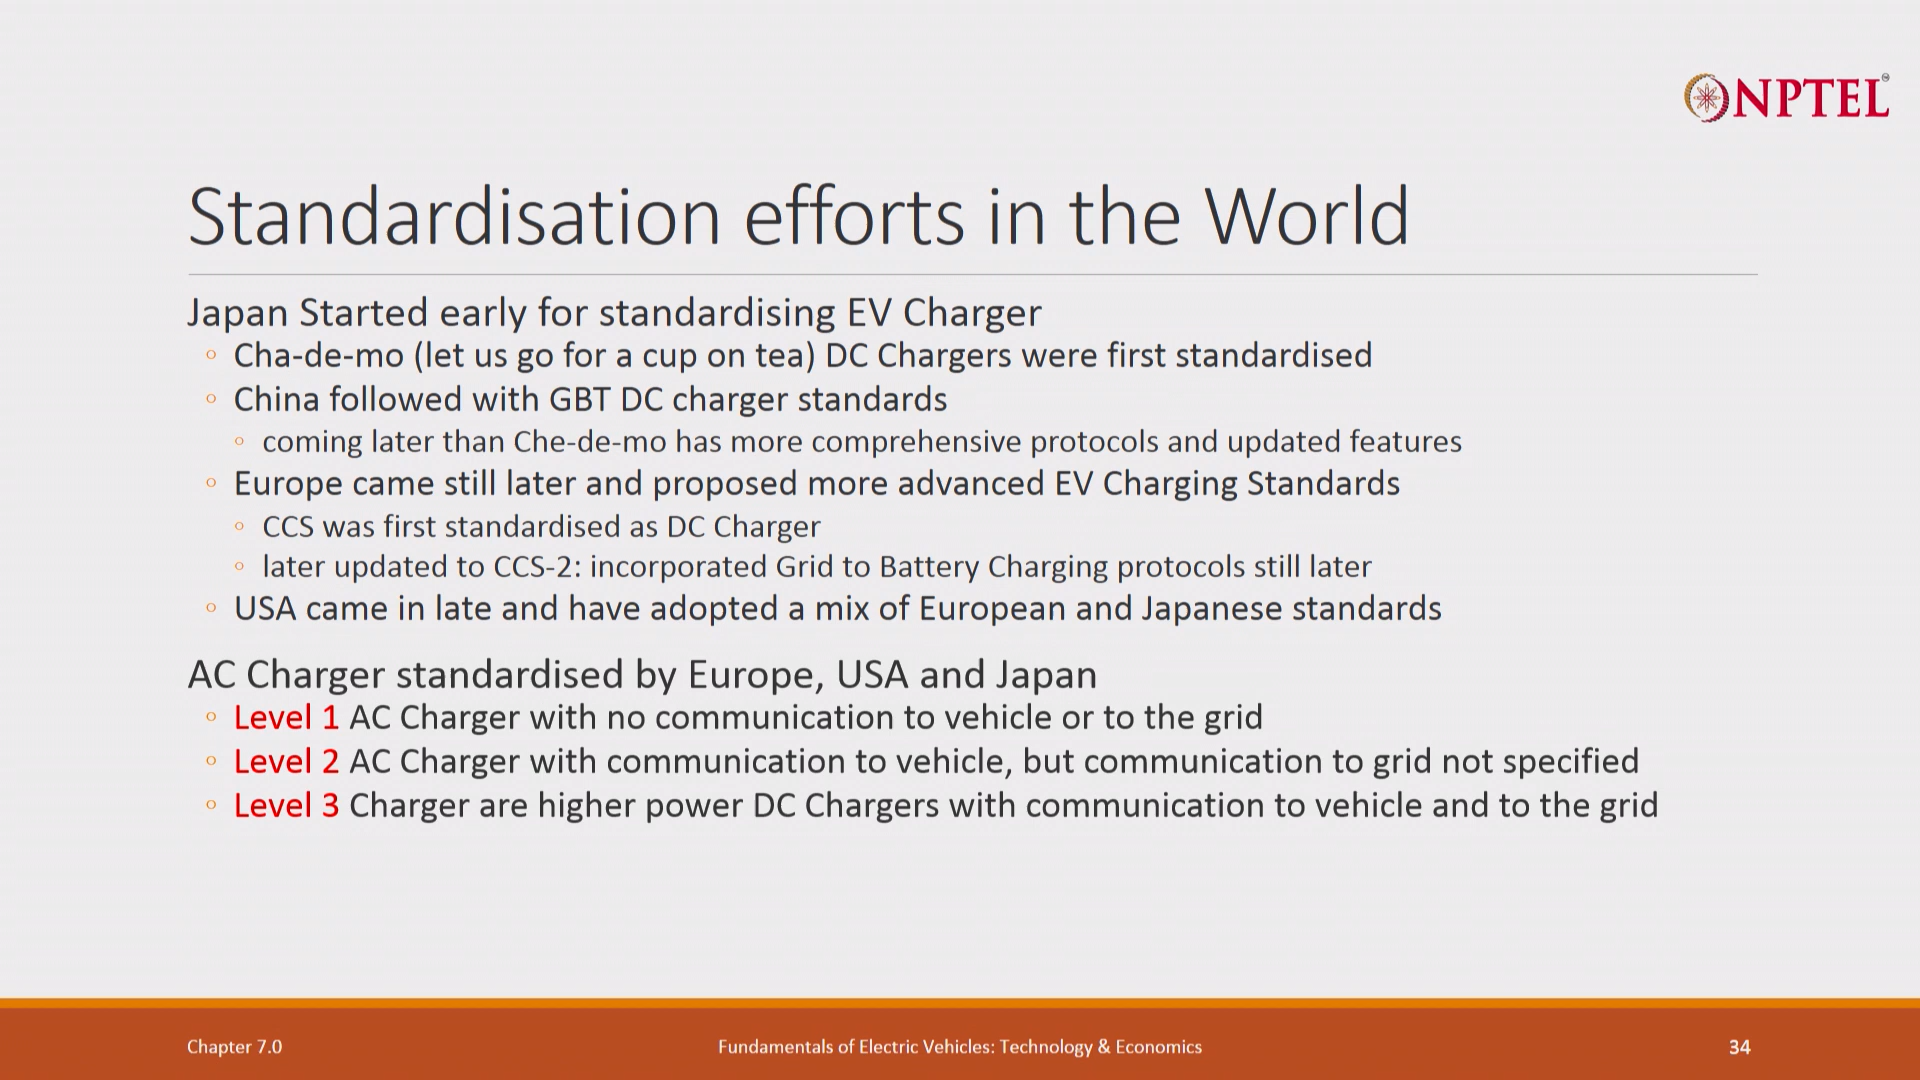 NPTEL
Standardisation efforts in the World
Japan Started early for standardising EV Charger
◦ Cha-de-mo (let us go for a cup on tea) DC Chargers were first standardised
◦ China followed with GBT DC charger standards
◦ coming later than Che-de-mo has more comprehensive protocols and updated features
◦ Europe came still later and proposed more advanced EV Charging Standards
◦ CCS was first standardised as DC Charger
◦ later updated to CCS-2: incorporated Grid to Battery Charging protocols still later
◦ USA came in late and have adopted a mix of European and Japanese standards
AC Charger standardised by Europe, USA and Japan
◦ Level 1 AC Charger with no communication to vehicle or to the grid
◦ Level 2 AC Charger with communication to vehicle, but communication to grid not specified
◦ Level 3 Charger are higher power DC Chargers with communication to vehicle and to the grid
Chapter 7.0
Fundamentals of Electric Vehicles: Technology & Economics
34